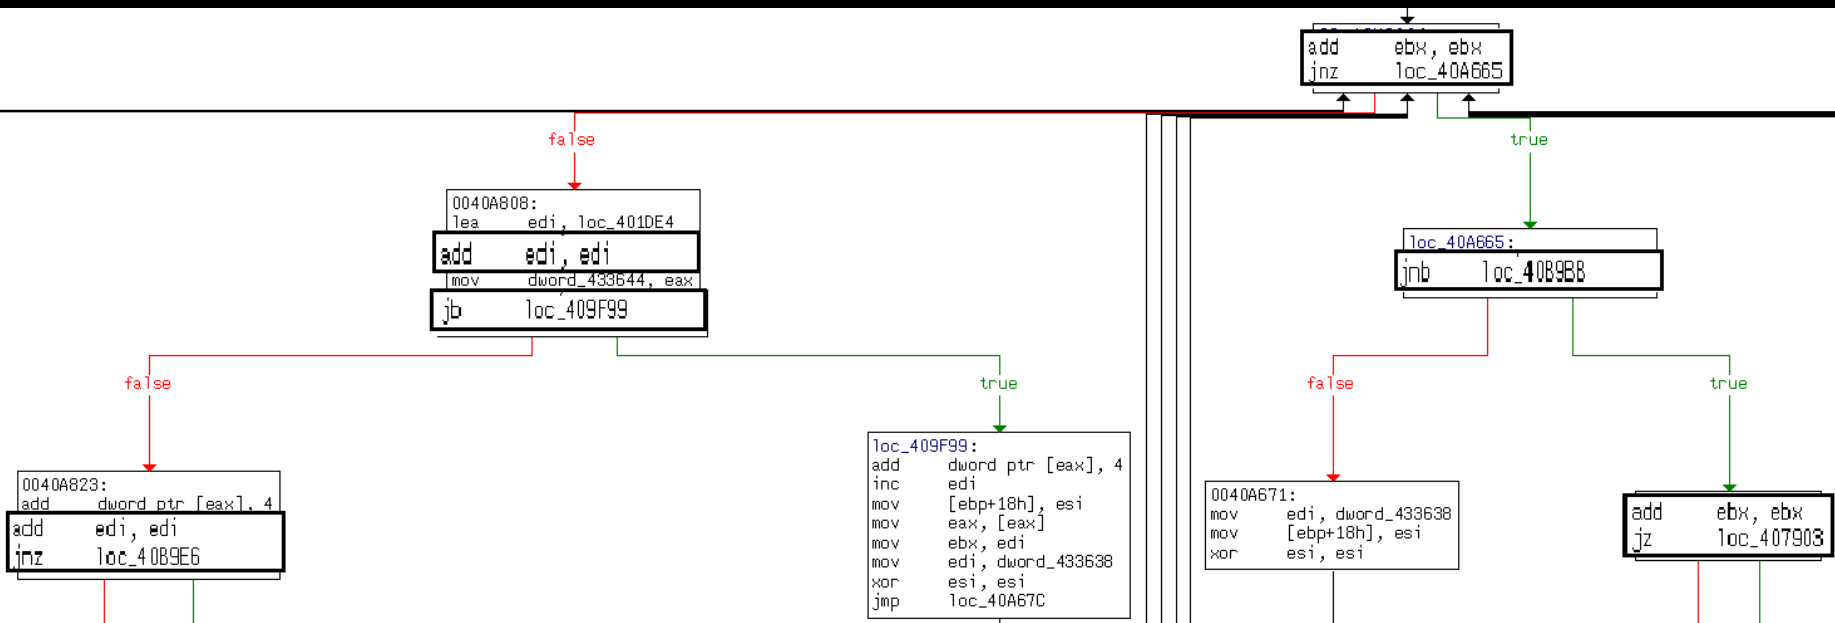 add ebx, ebx
jnz loc_40A665
false
true
0040A808:
lea edi, loc_401DE4
add edi, edi
mov dword_433644, eax
jb loc_409F99
loc_40A665:
jnb loc_40B9BB
false
true
false
true
0040A823:
add dword ptr [eax], 4
add edi, edi
jnz loc_40B9E6
loc_409F99:
add dword ptr [eax], 4
inc edi
mov [ebp+18h], esi
mov eax, [eax]
mov ebx, edi
mov edi, dword_433638
xor esi, esi
jmp loc_40A67C
0040A671:
mov edi, dword_433638
mov [ebp+18h], esi
xor esi, esi
add ebx, ebx
jz loc_407903